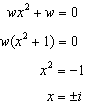 wx² + w = 0
w(x² + 1) = 0
x² = −1
x = ±i